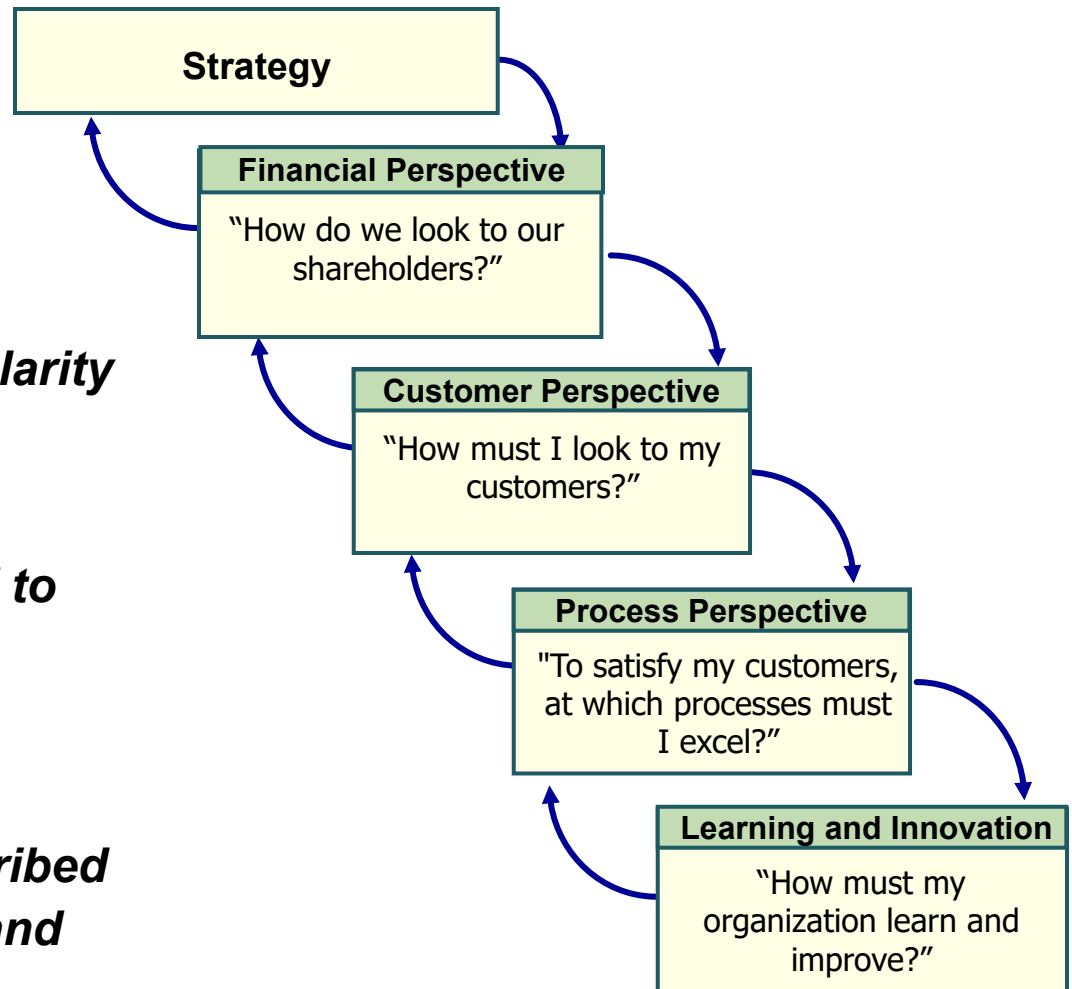 larity
to
ribed
and
Strategy
Financial Perspective
“How do we look to our
shareholders?”
Customer Perspective
“How must I look to my
customers?”
Process Perspective
"To satisfy my customers,
at which processes must
I excel?”
Learning and Innovation
“How must my
organization learn and
improve?”